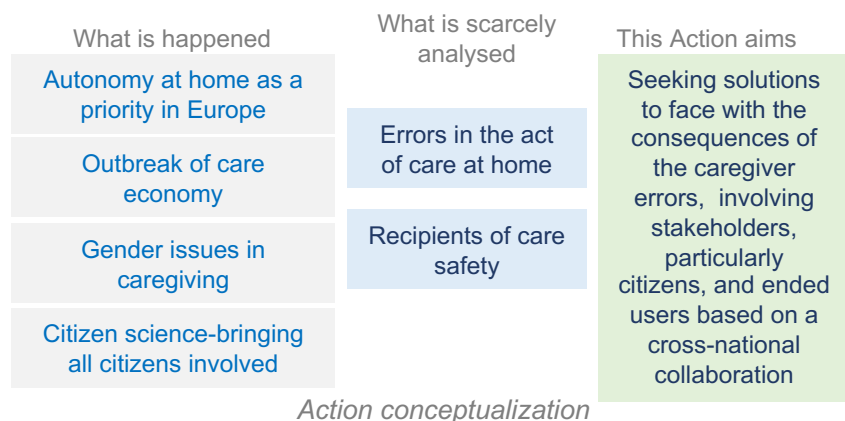 What is happened
Autonomy at home as a
priority in Europe
Outbreak of care
economy
Gender issues in
caregiving
Citizen science-bringing
all citizens involved
What is scarcely
analysed
Errors in the act
of care at home
Recipients of care
safety
This Action aims
Seeking solutions
to face with the
consequences of
the caregiver
errors, involving
stakeholders,
particularly
citizens, and ended
users based on a
cross-national
collaboration
Action conceptualization